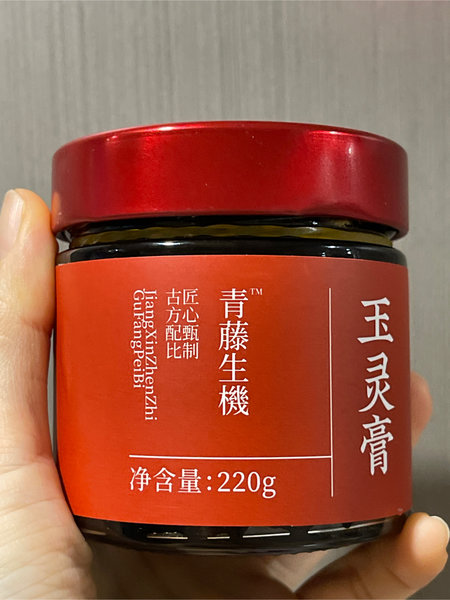 玉灵膏
青藤生機™
匠心甄制
古方配比
JiangXinZhenZhi
GuFangPeiBi
净含量:220g